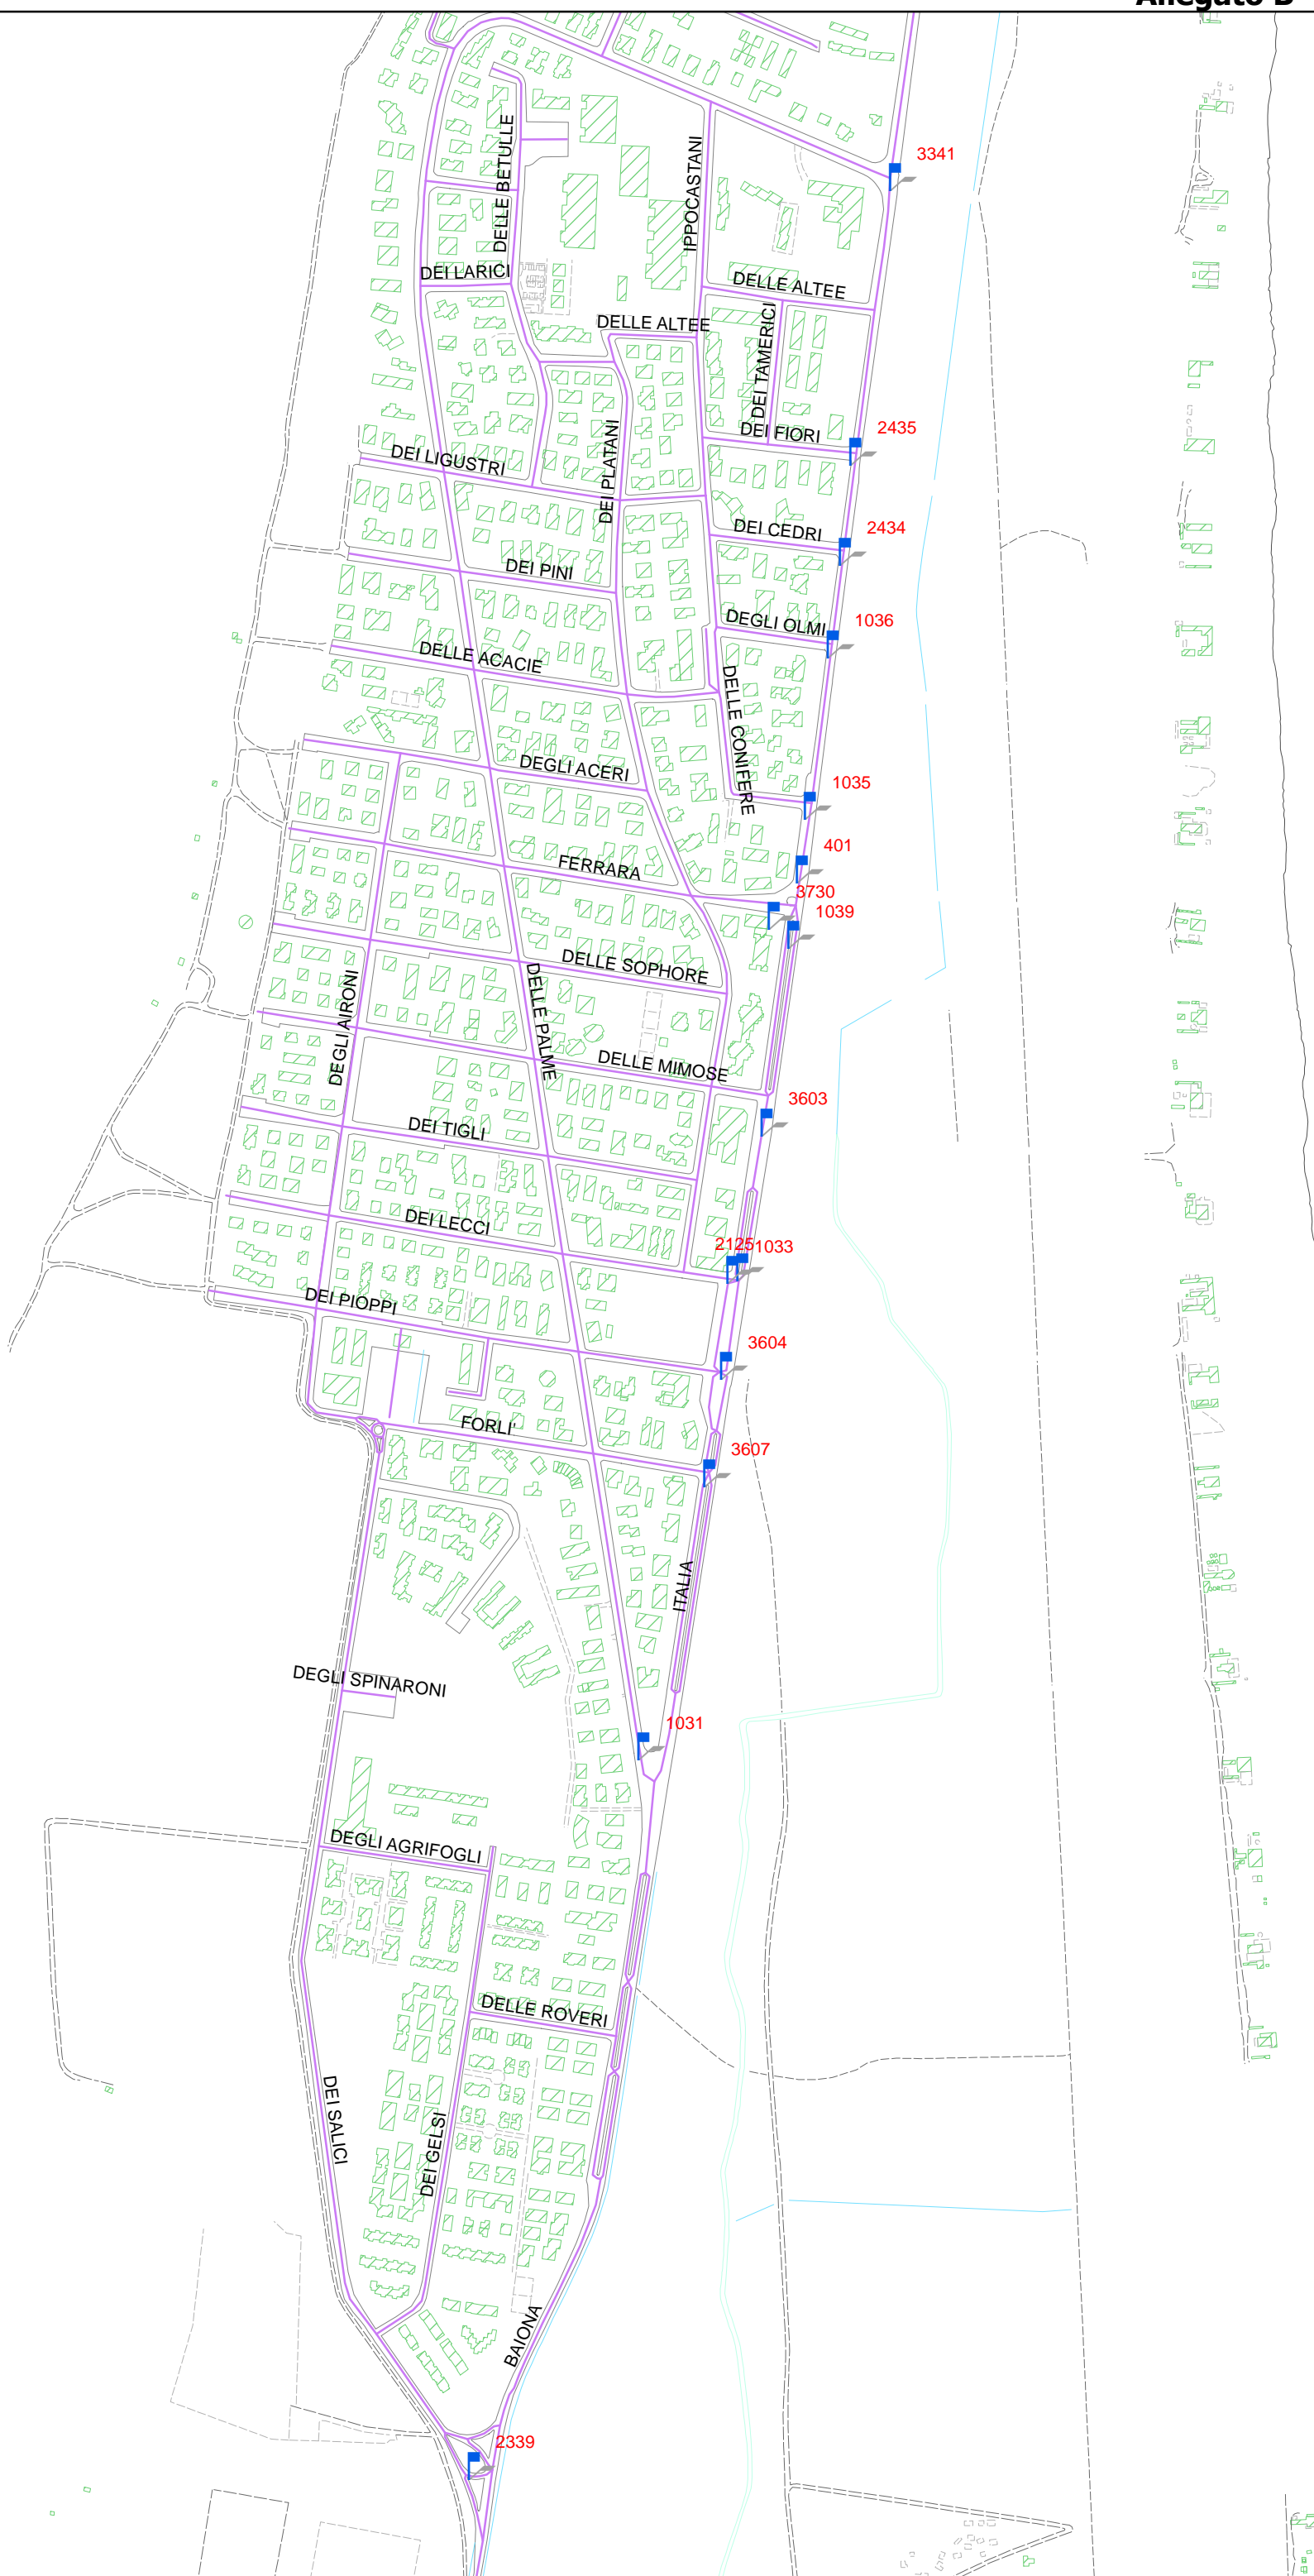 Allegato B
3341
DELLE BETULLE
IPPOCASTANI
DEI LARICI
DELLE ALTEE
DELLE ALTEE
DEI TAMERICI
2435
DEI FIORI
DEI LIGUSTRI
DEI PLATANI
DEI CEDRI
2434
DEI PINI
DEGLI OLMI
1036
DELLE ACACIE
DELLE CONIFERE
DEGLI ACERI
1035
401
FERRARA
3730
1039
DELLE SOPHORE
DEGLI AIRONI
DELLE PALME
DELLE MIMOSE
3603
DEI TIGLI
DEI LECCI
2125
1033
DEI PIOPPI
3604
FORLI'
3607
ITALIA
DEGLI SPINARONI
1031
DEGLI AGRIFOGLI
DELLE ROVERI
DEI SALICI
DEI GELSI
BAIONA
2339